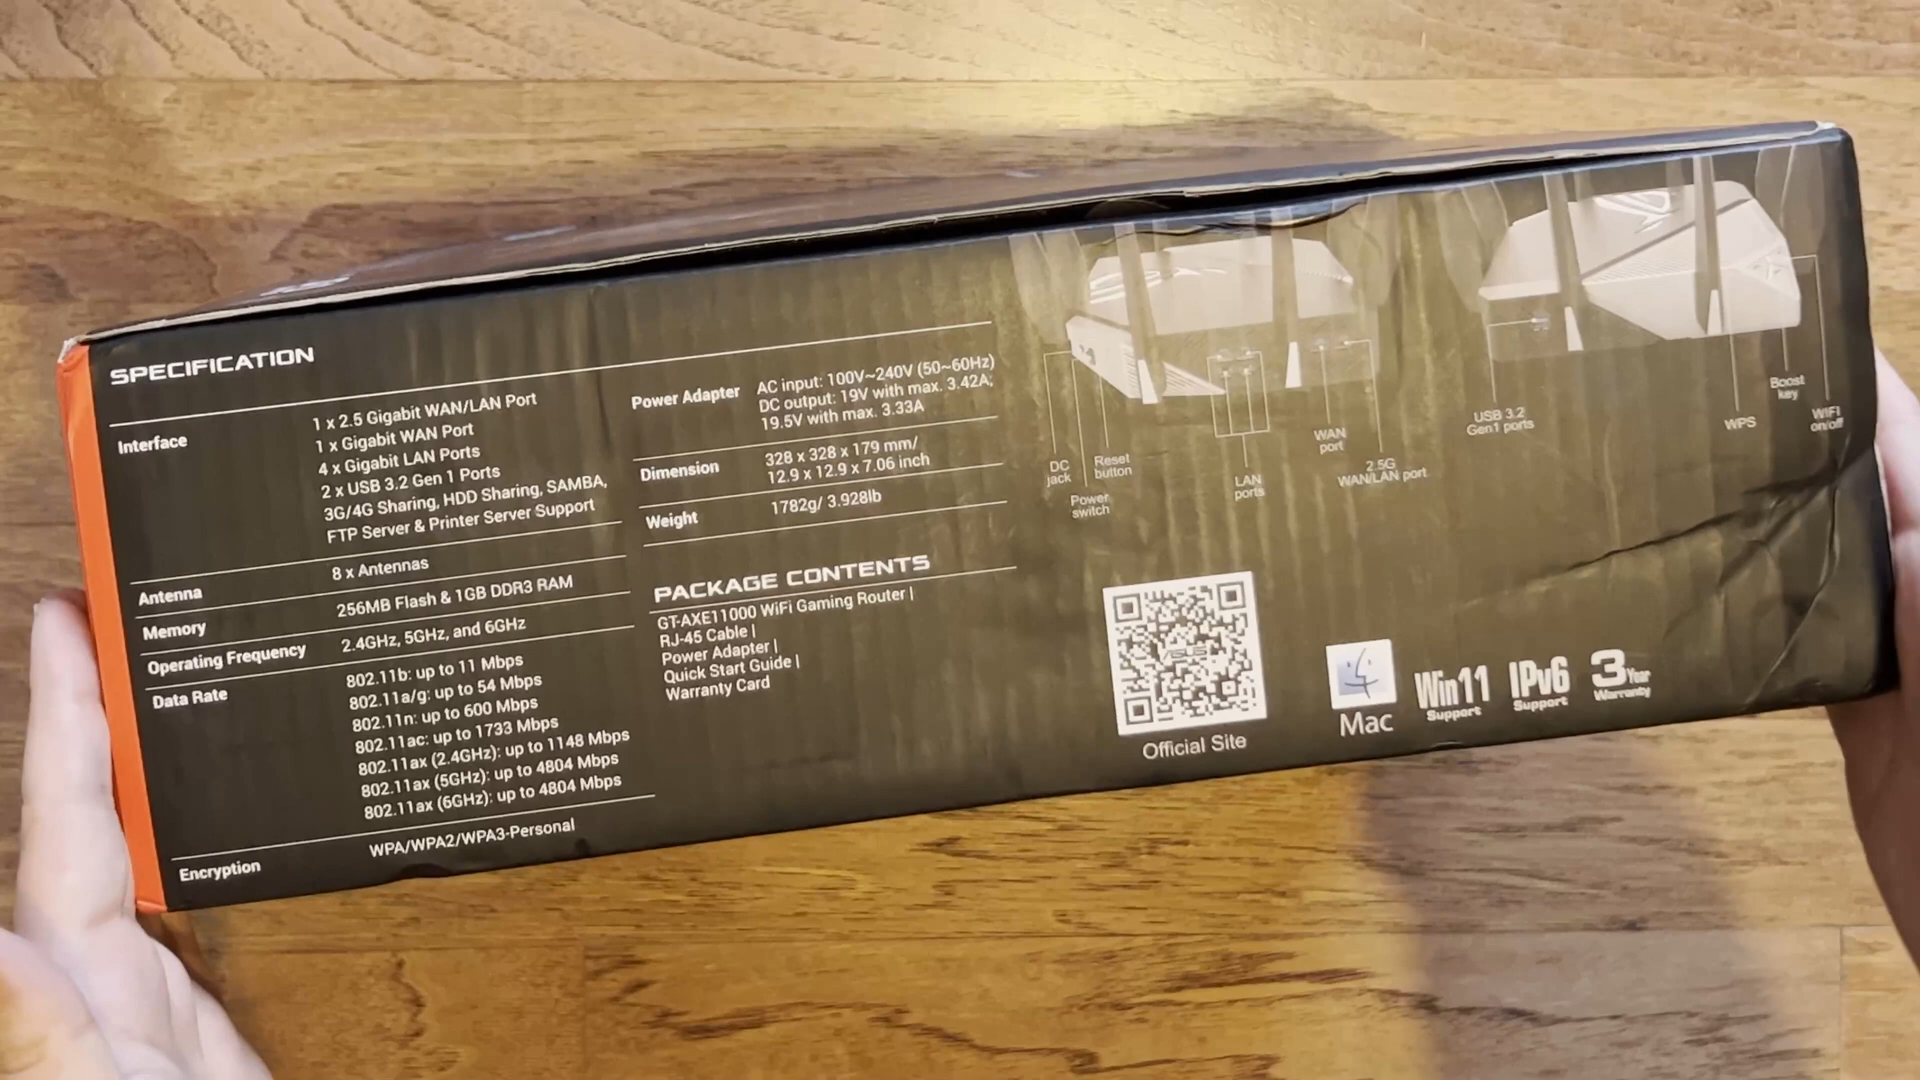 SPECIFICATION
Interface
1 x 2.5 Gigabit WAN/LAN Port
1 x Gigabit WAN Port
4 x Gigabit LAN Ports
2 x USB 3.2 Gen 1 Ports
3G/4G Sharing, HDD Sharing, SAMBA,
FTP Server & Printer Server Support
Antenna
8 x Antennas
Memory
256MB Flash & 1GB DDR3 RAM
Operating Frequency
2.4GHz, 5GHz, and 6GHz
Data Rate
802.11b: up to 11 Mbps
802.11a/g: up to 54 Mbps
802.11n: up to 600 Mbps
802.11ac: up to 1733 Mbps
802.11ax (2.4GHz): up to 1148 Mbps
802.11ax (5GHz): up to 4804 Mbps
802.11ax (6GHz): up to 4804 Mbps
Encryption
WPA/WPA2/WPA3-Personal
Power Adapter
AC input: 100V~240V (50~60Hz)
DC output: 19V with max. 3.42A;
19.5V with max. 3.33A
Dimension
328 x 328 x 179 mm/
12.9 x 12.9 x 7.06 inch
Weight
1782g/ 3.928lb
PACKAGE CONTENTS
GT-AXE11000 WiFi Gaming Router |
RJ-45 Cable |
Power Adapter |
Quick Start Guide |
Warranty Card
DC
jack
Power
switch
Reset
button
LAN
ports
WAN
port
2.5G
WAN/LAN port
USB 3.2
Gen1 ports
WPS
Boost
key
WIFI
on/off
ASUS
Official Site
Mac
Win11
Support
IPv6
Support
3 Year
Warranty